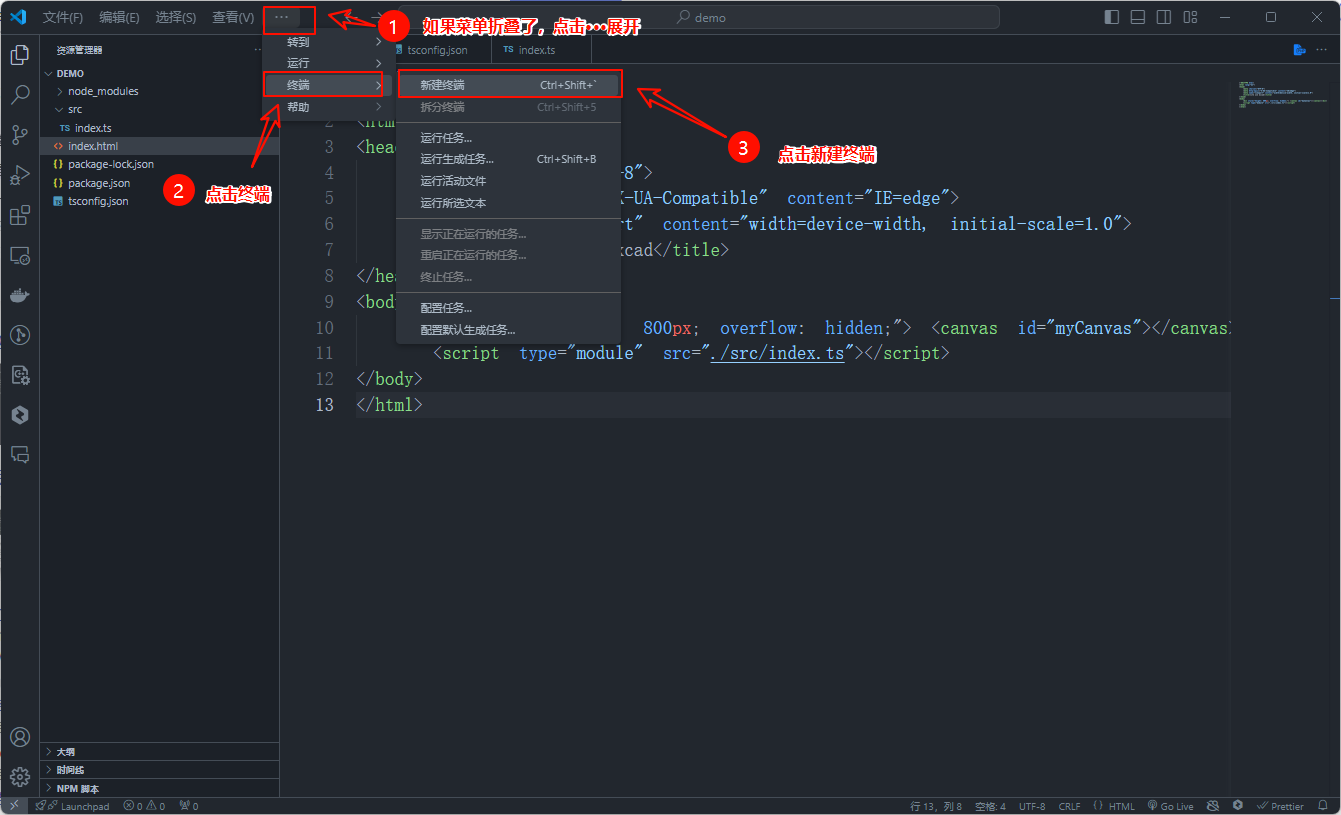 文件(F) 编辑(E) 选择(S) 查看(V) ··· demo
1 如果菜单折叠了，点击···展开
资源管理器 ···
tsconfig.json TS index.ts
转到
运行
终端
帮助
新建终端 Ctrl+Shift+`
拆分终端 Ctrl+Shift+5
运行任务...
运行生成任务... Ctrl+Shift+B
运行活动文件
运行所选文本
显示正在运行的任务...
重启正在运行的任务...
终止任务...
配置任务...
配置默认生成任务...
2 点击终端
3 点击新建终端
DEMO
node_modules
src
TS index.ts
<> index.html
{} package-lock.json
{} package.json
tsconfig.json
2 <htm
3 <hea
4 -8">
5 X-UA-Compatible" content="IE=edge">
6 rt" content="width=device-width, initial-scale=1.0">
7 xcad</title>
8 </hea
9 <bod
10 800px; overflow: hidden;"> <canvas id="myCanvas"></canvas>
11 <script type="module" src="./src/index.ts"></script>
12 </body>
13 </html>
大纲
时间线
NPM 脚本
Launchpad 0 0 0 行 13，列 8 空格: 4 UTF-8 CRLF {} HTML Go Live Prettier